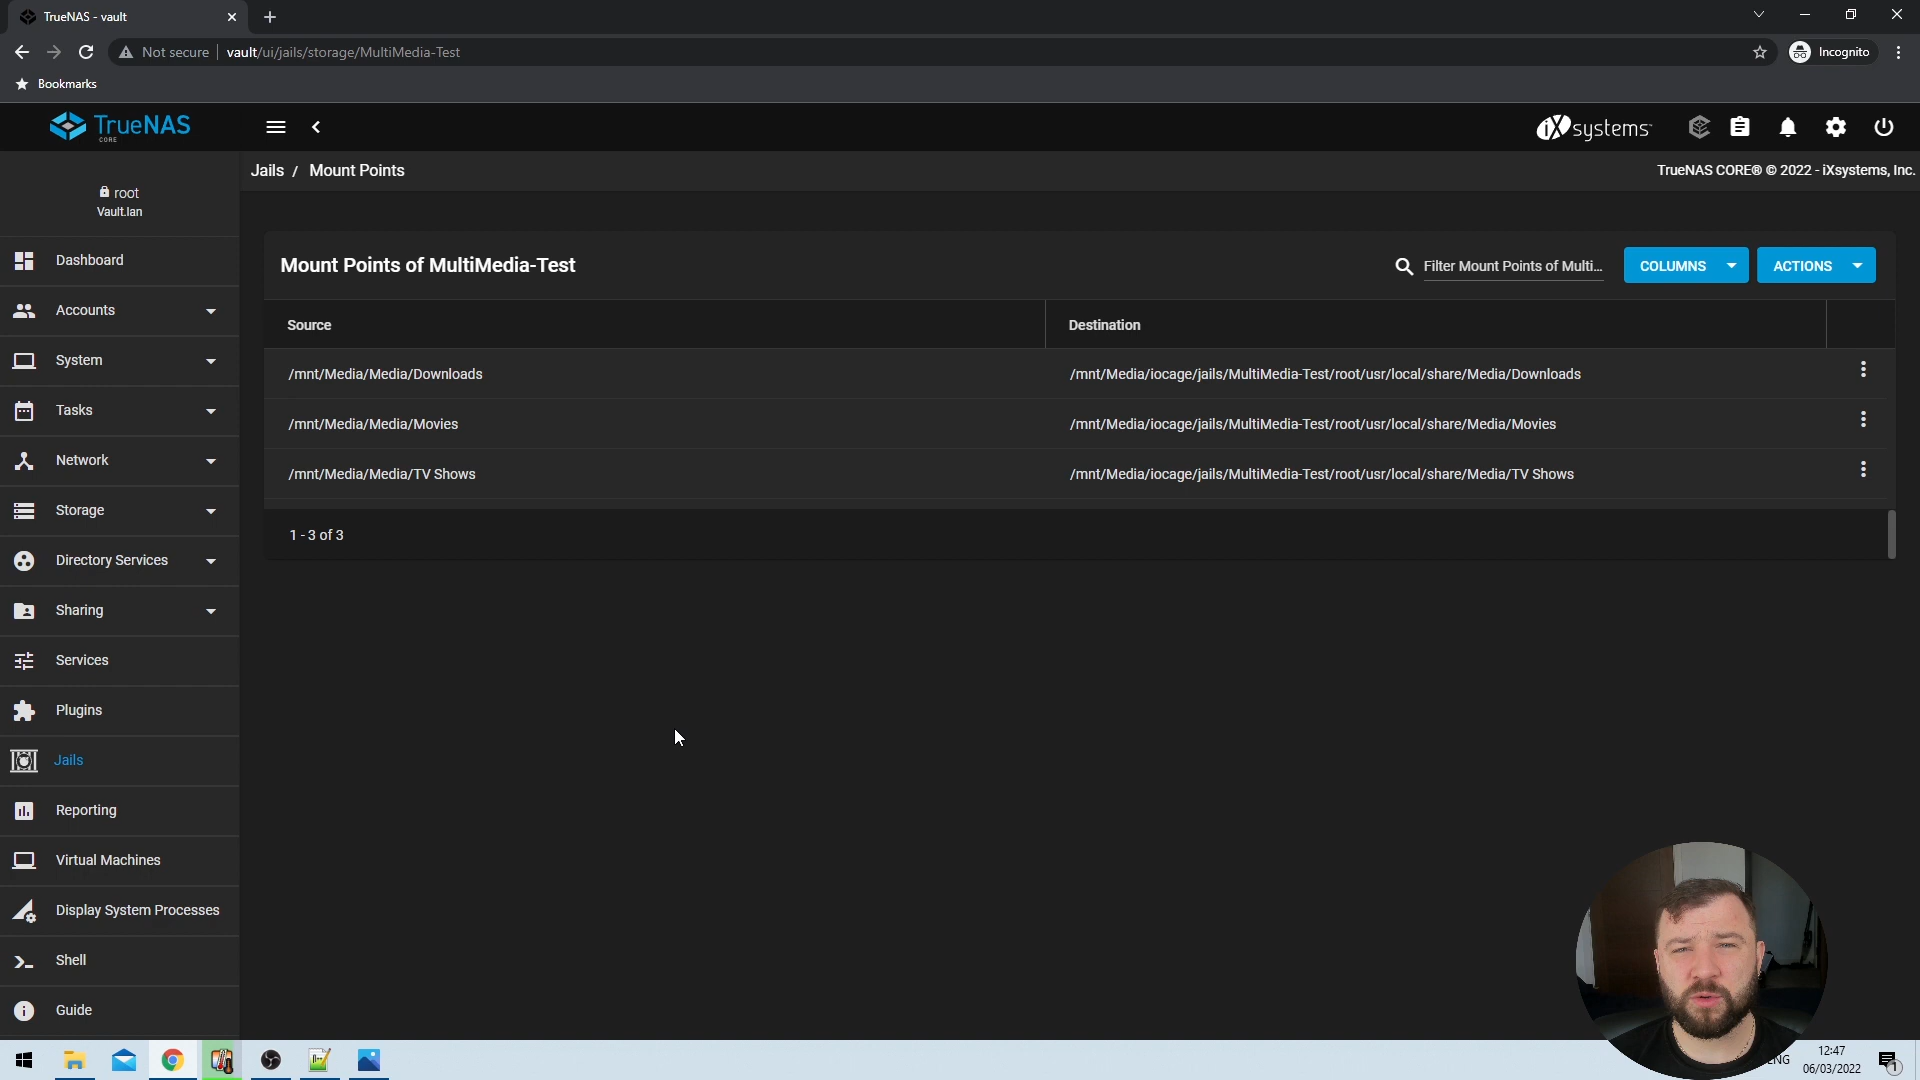 TrueNAS - vault
Not secure
vault/ui/jails/storage/MultiMedia-Test
Incognito
Bookmarks
TrueNAS
CORE
iXsystems
Jails / Mount Points
TrueNAS CORE® © 2022 - iXsystems, Inc.
root
Vault.lan
Mount Points of MultiMedia-Test
Filter Mount Points of Multi...
COLUMNS
ACTIONS
Source
Destination
/mnt/Media/Media/Downloads
/mnt/Media/iocage/jails/MultiMedia-Test/root/usr/local/share/Media/Downloads
/mnt/Media/Media/Movies
/mnt/Media/iocage/jails/MultiMedia-Test/root/usr/local/share/Media/Movies
/mnt/Media/Media/TV Shows
/mnt/Media/iocage/jails/MultiMedia-Test/root/usr/local/share/Media/TV Shows
1 - 3 of 3
Dashboard
Accounts
System
Tasks
Network
Storage
Directory Services
Sharing
Services
Plugins
Jails
Reporting
Virtual Machines
Display System Processes
Shell
Guide
ENG
12:47
06/03/2022
1